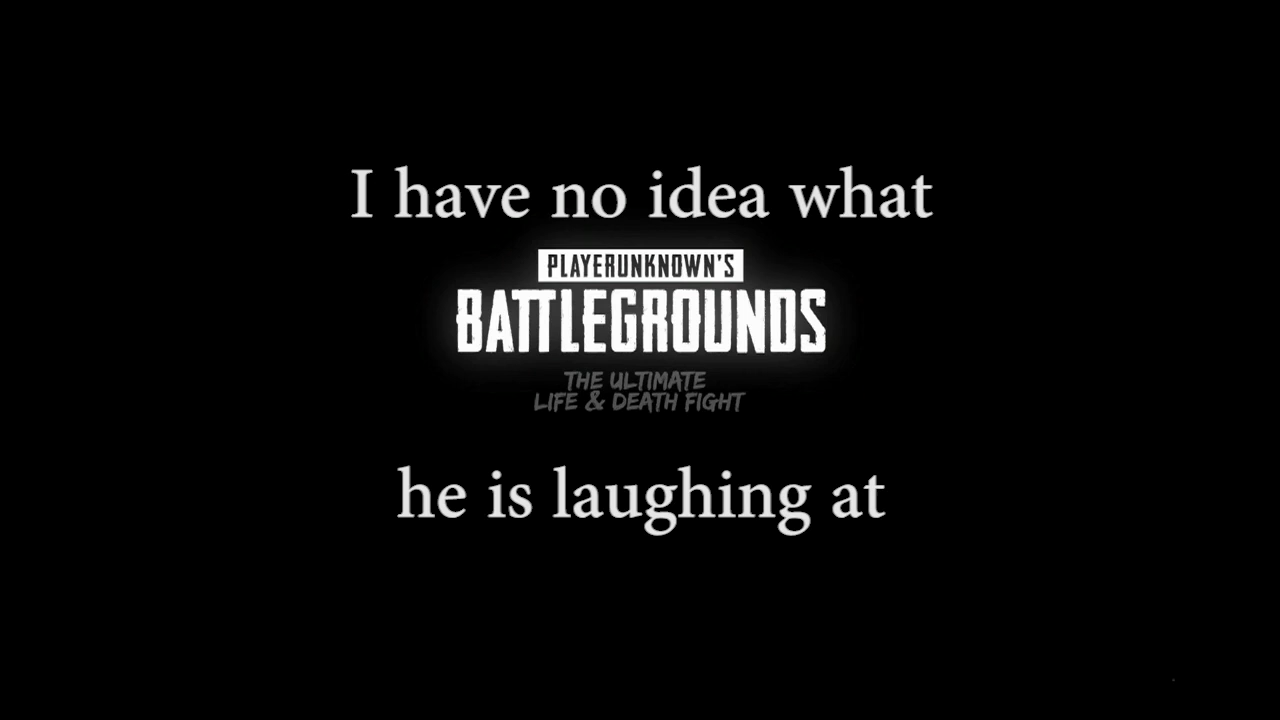 I have no idea what
PLAYERUNKNOWN'S
BATTLEGROUNDS
THE ULTIMATE
LIFE & DEATH FIGHT
he is laughing at